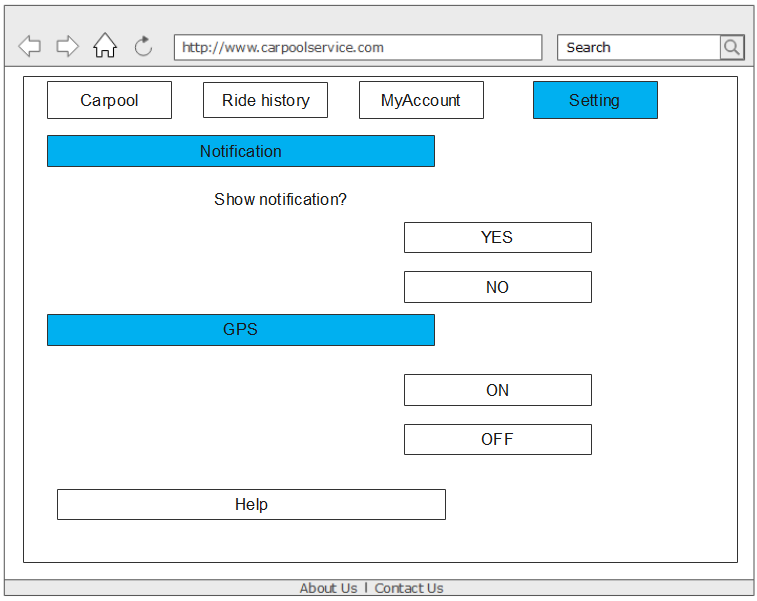 http://www.carpoolservice.com Search
Carpool Ride history MyAccount Setting
Notification
Show notification?
YES
NO
GPS
ON
OFF
Help
About Us | Contact Us